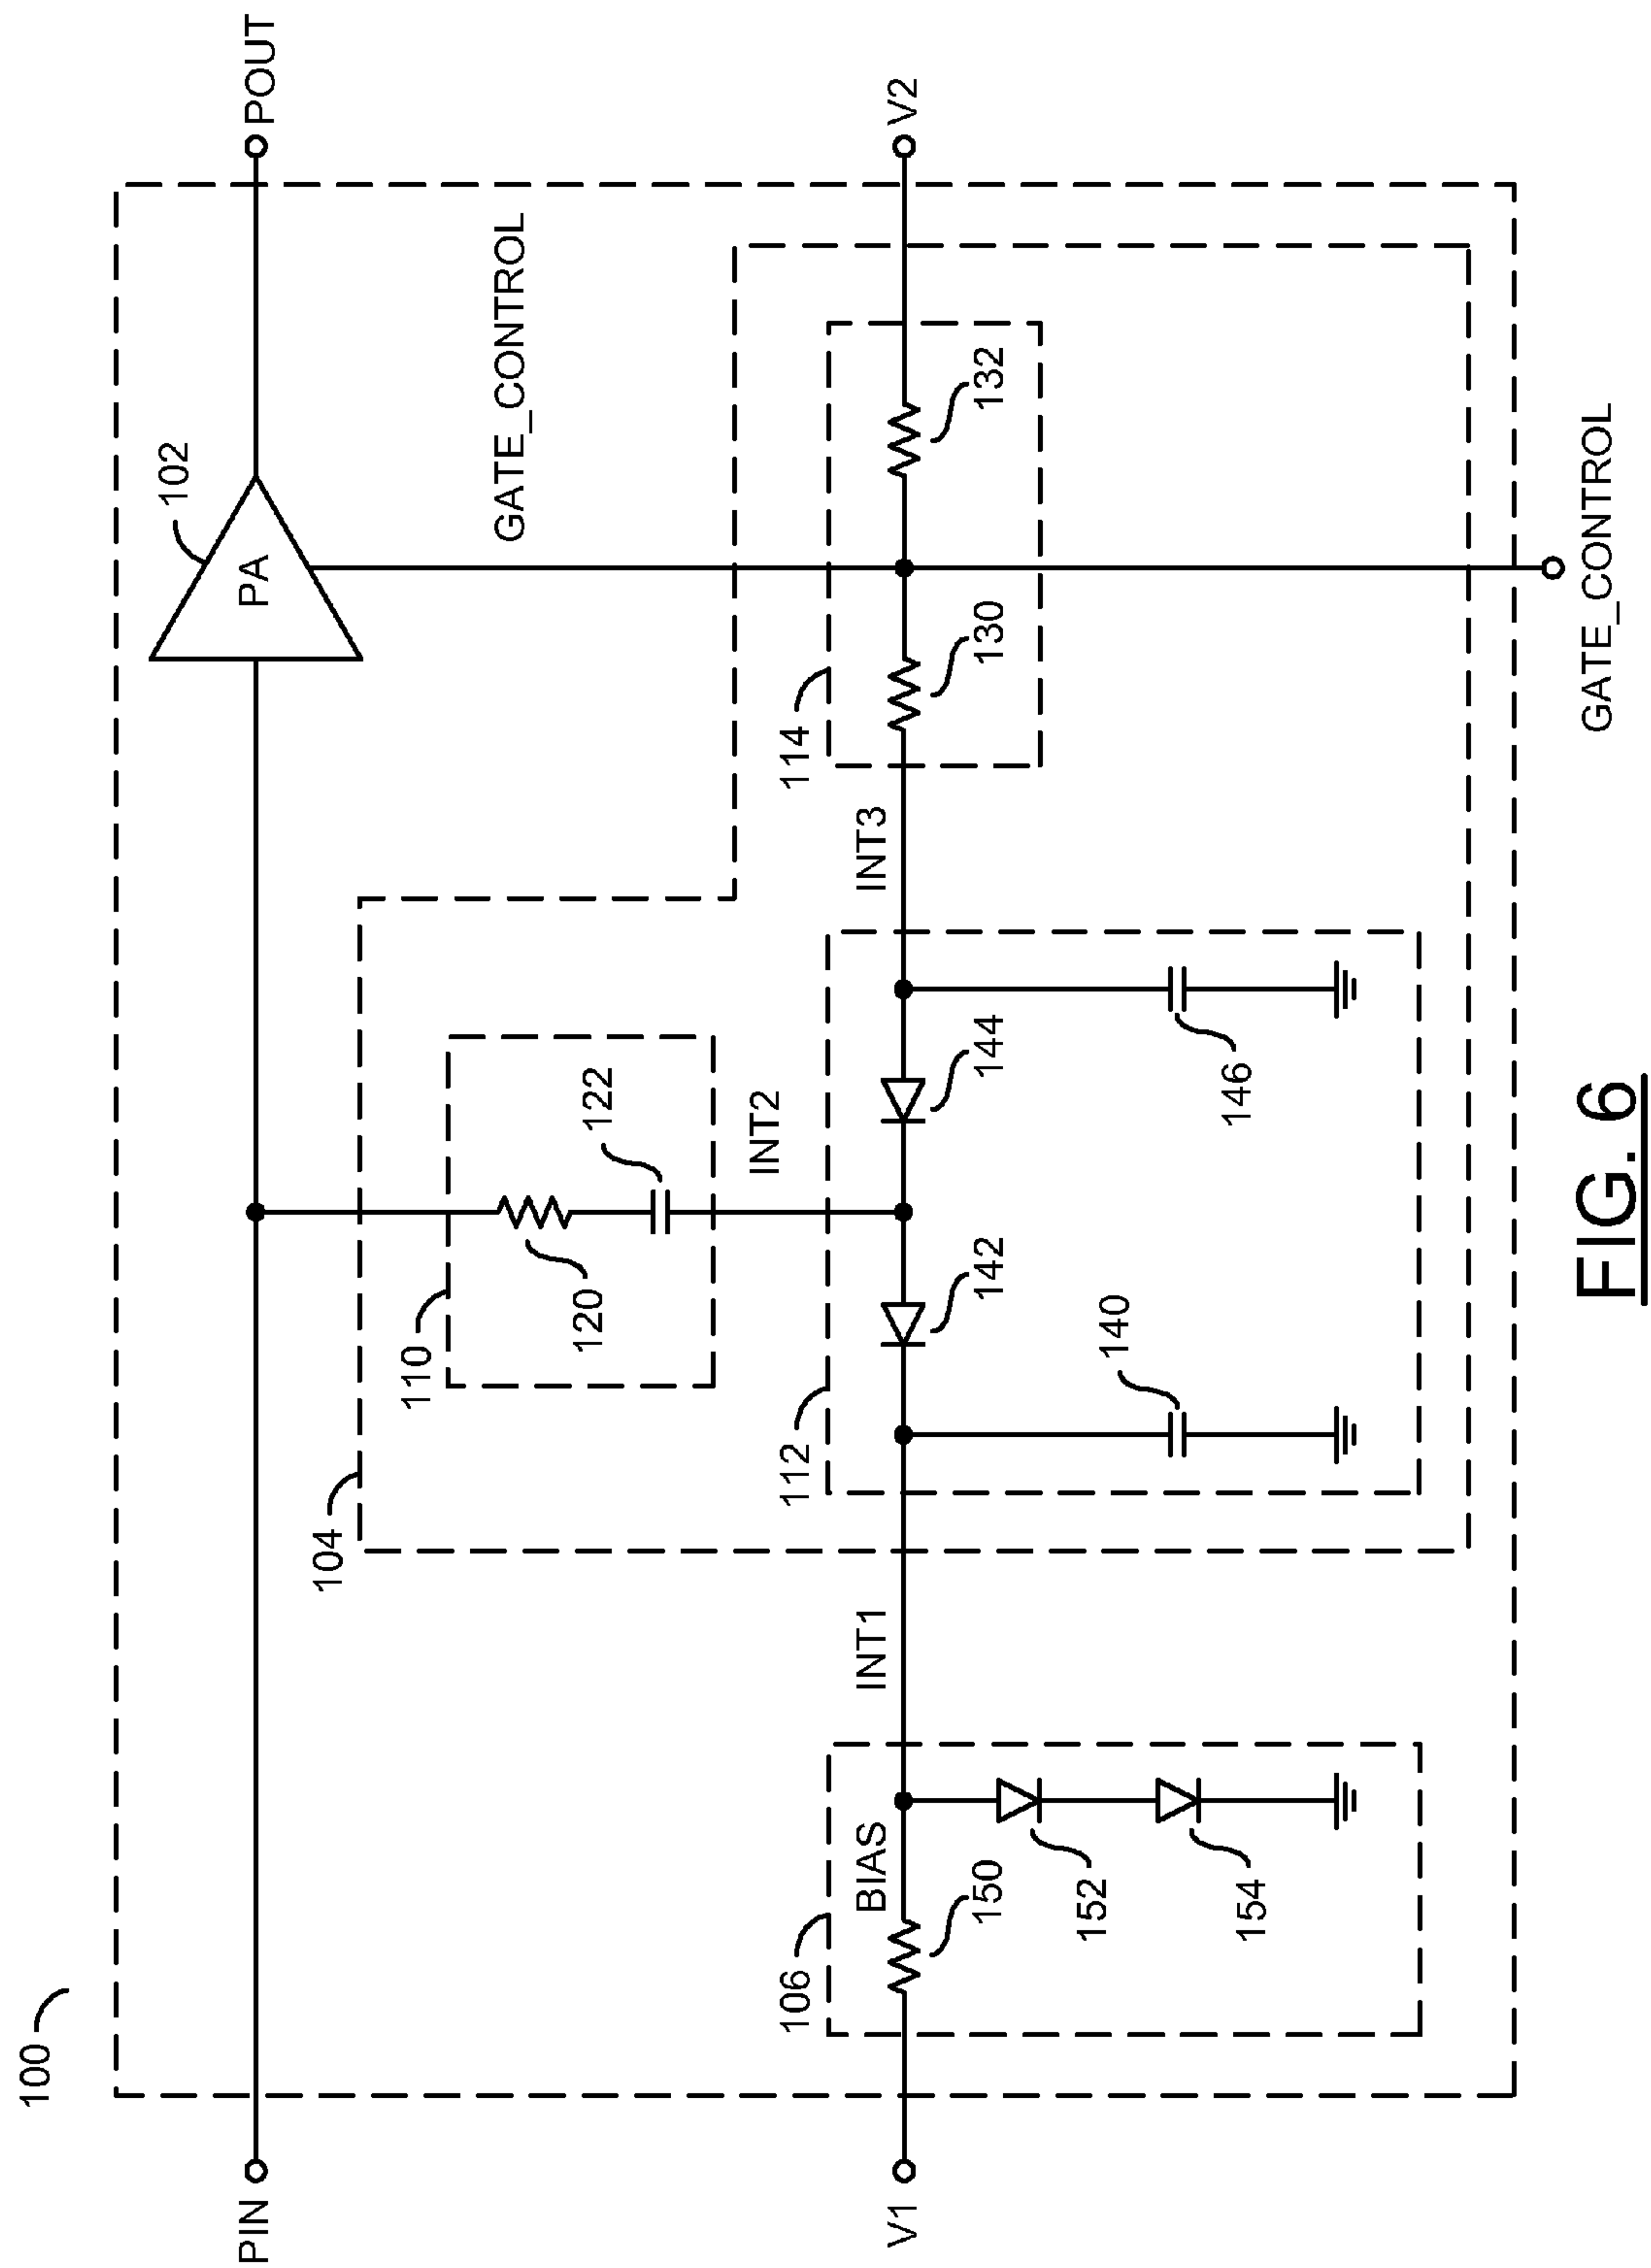 100
PIN
POUT
102
PA
GATE_CONTROL
104
110
120
122
INT2
106
BIAS
150
152
154
V1
INT1
112
142
144
140
146
INT3
114
130
132
V2
GATE_CONTROL
FIG. 6